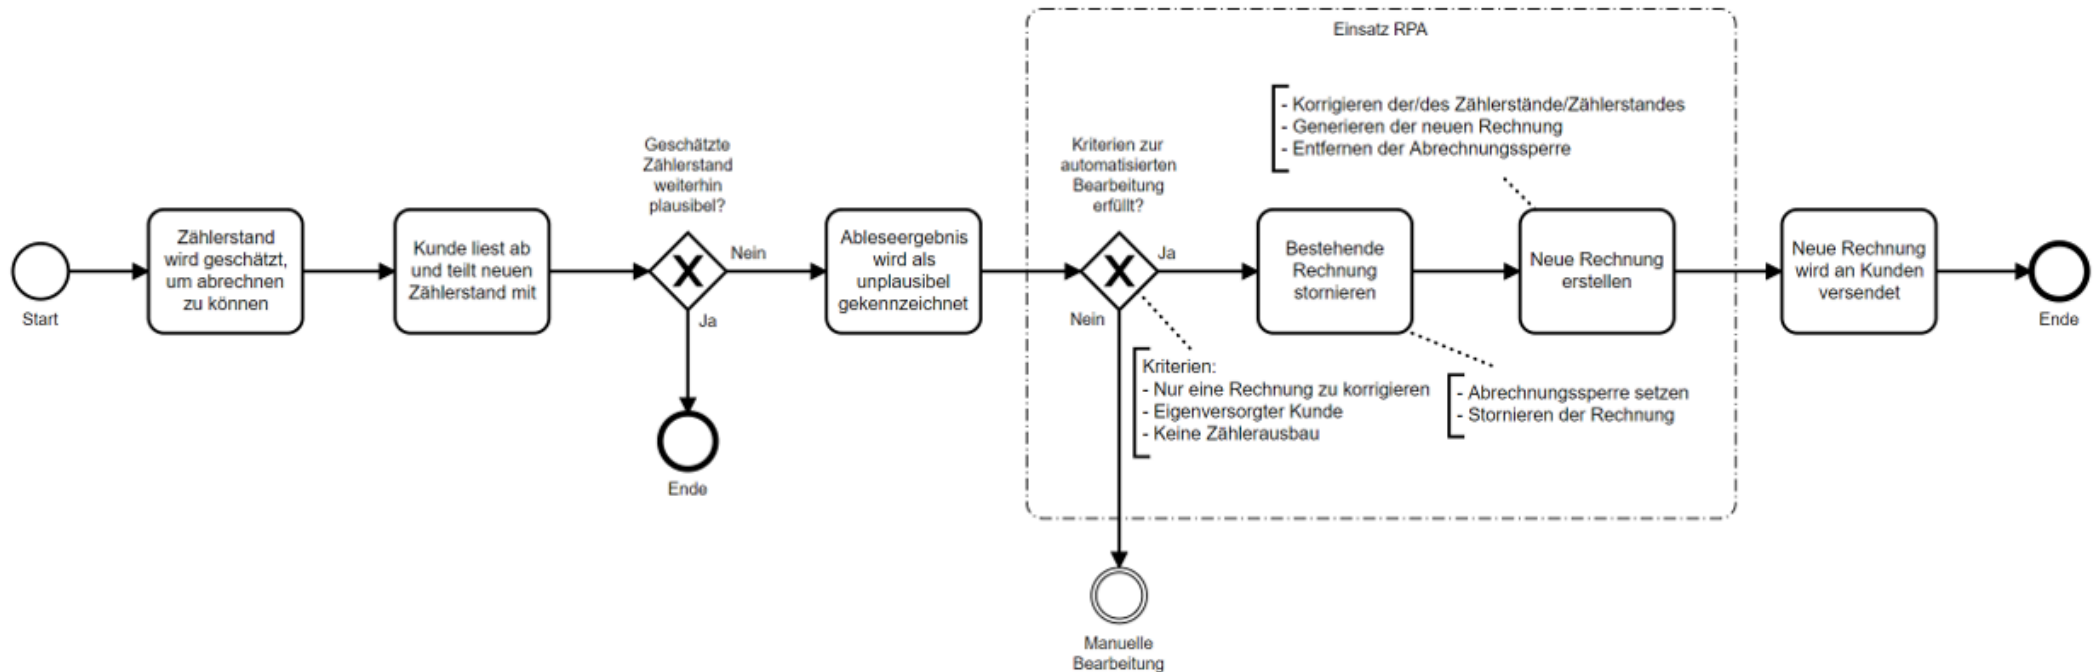 Einsatz RPA
Start
Zählerstand
wird geschätzt,
um abrechnen
zu können
Kunde liest ab
und teilt neuen
Zählerstand mit
Geschätzte
Zählerstand
weiterhin
plausibel?
Nein
Ja
Ende
Ableseergebnis
wird als
unplausibel
gekennzeichnet
Kriterien zur
automatisierten
Bearbeitung
erfüllt?
Ja
Nein
Kriterien:
- Nur eine Rechnung zu korrigieren
- Eigenversorgter Kunde
- Keine Zählerausbau
Manuelle
Bearbeitung
Bestehende
Rechnung
stornieren
- Abrechnungssperre setzen
- Stornieren der Rechnung
- Korrigieren der/des Zählerstände/Zählerstandes
- Generieren der neuen Rechnung
- Entfernen der Abrechnungssperre
Neue Rechnung
erstellen
Neue Rechnung
wird an Kunden
versendet
Ende